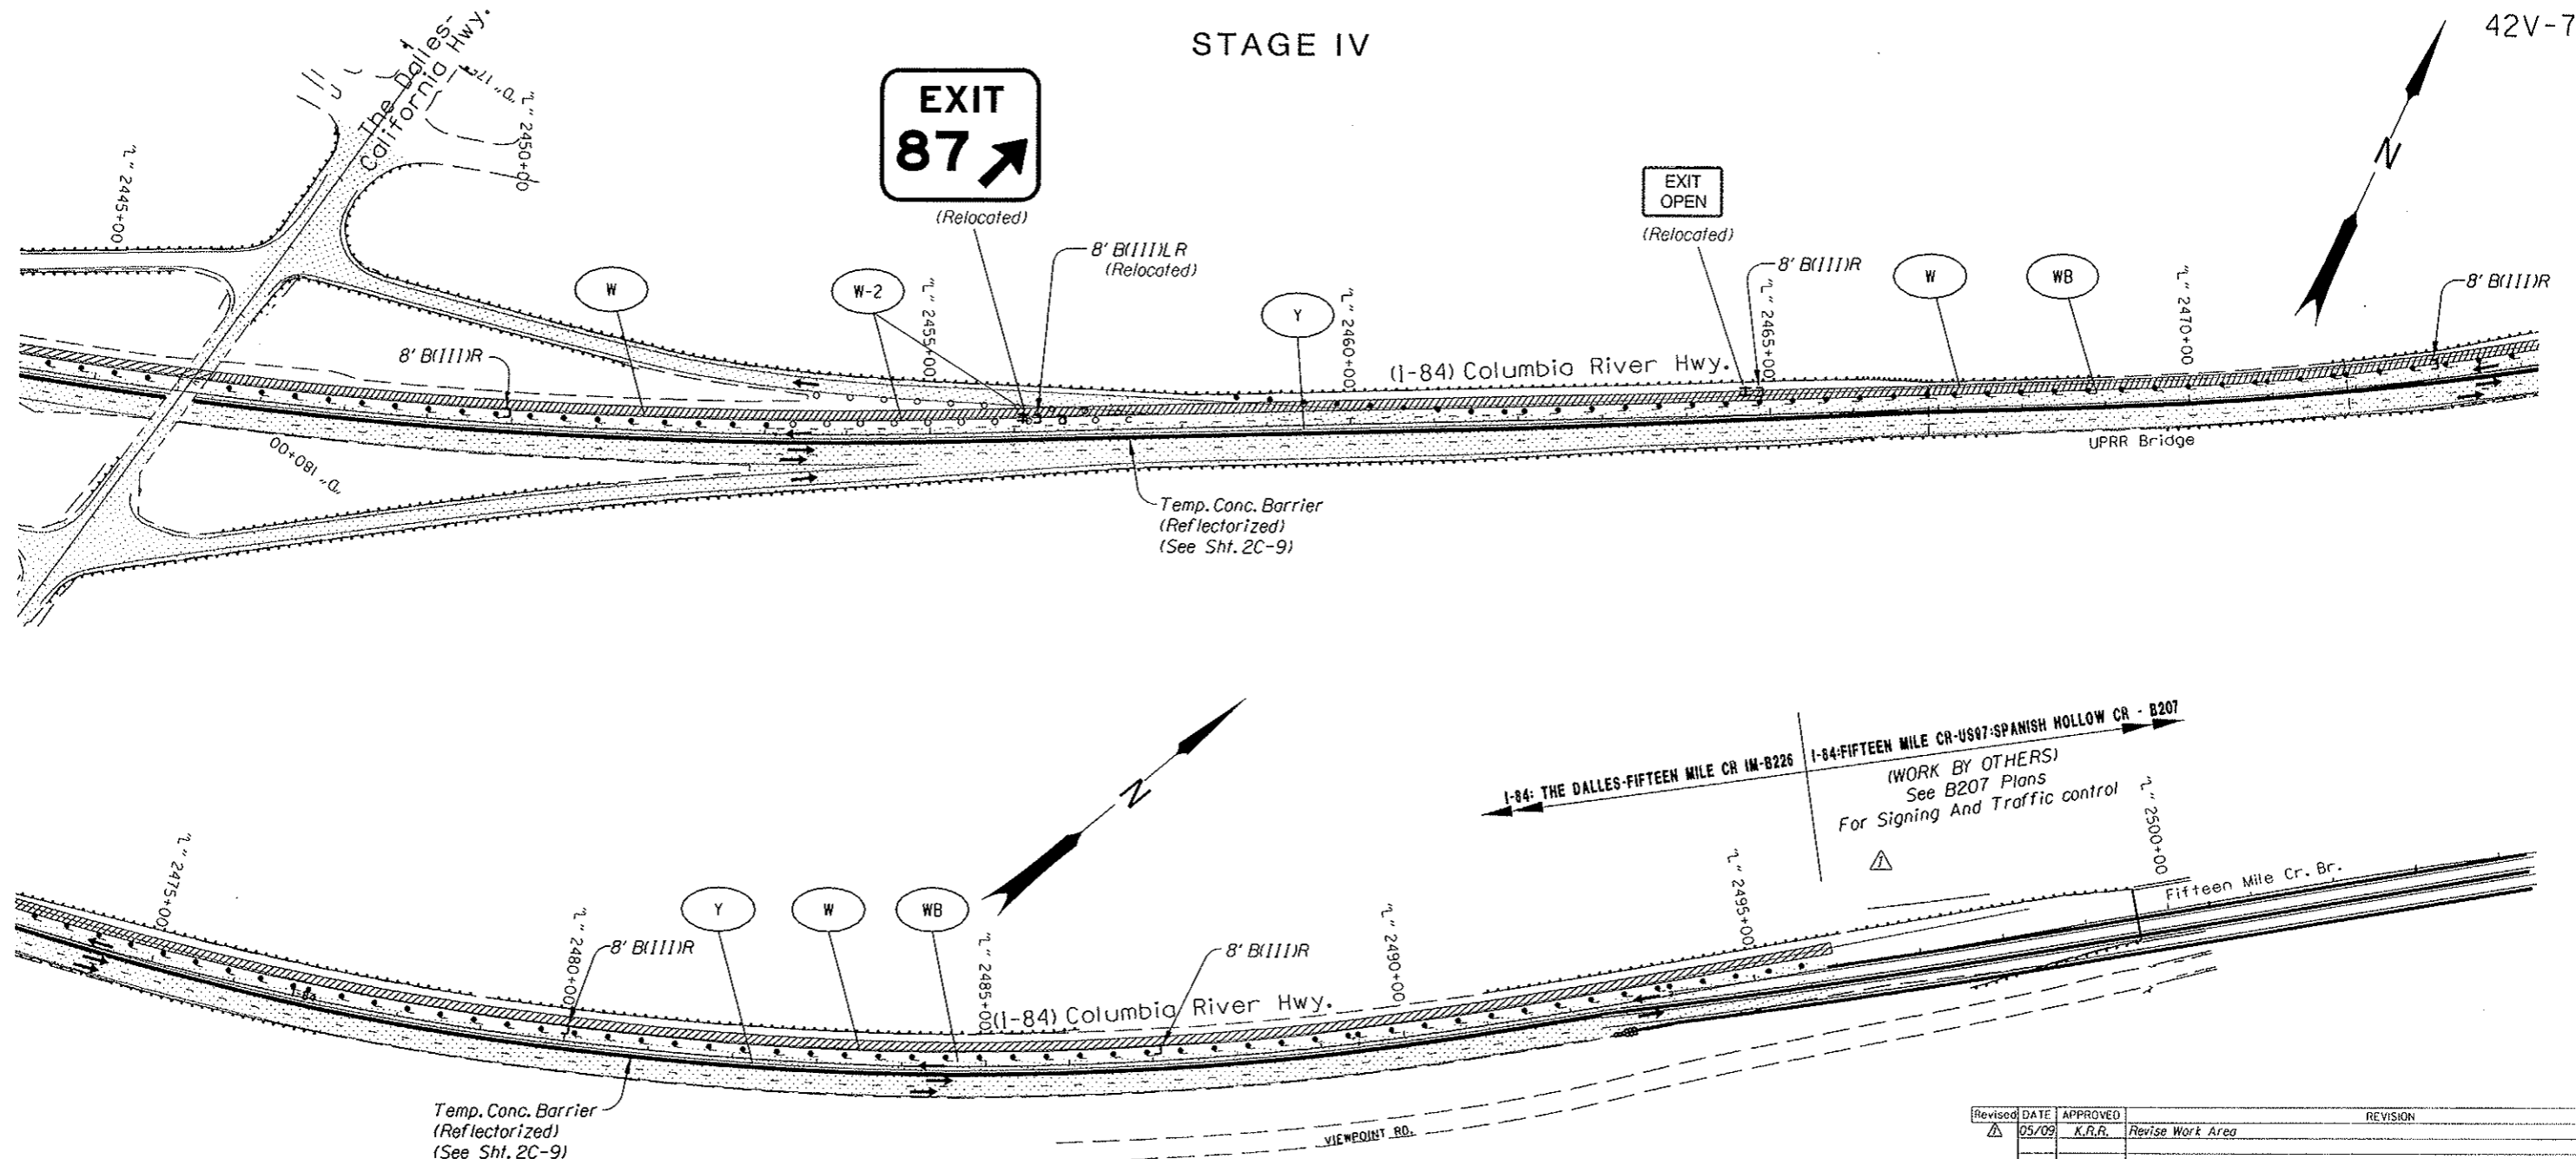 STAGE IV
42V-7
The Dalles-
California Hwy.
"L" 2445+00
"L" 2450+00
EXIT
87
(Relocated)
EXIT
OPEN
(Relocated)
N
8' B(III)LR
(Relocated)
W
W-2
"L" 2455+00
Y
"L" 2460+00
8' B(III)R
"L" 2465+00
W
WB
"L" 2470+00
8' B(III)R
8' B(III)R
(I-84) Columbia River Hwy.
"D" 180+00
UPRR Bridge
Temp. Conc. Barrier
(Reflectorized)
(See Sht. 2C-9)
N
I-84: THE DALLES-FIFTEEN MILE CR IM-B226
I-84:FIFTEEN MILE CR-US97:SPANISH HOLLOW CR - B207
(WORK BY OTHERS)
See B207 Plans
For Signing And Traffic control
1
"L" 2475+00
"L" 2480+00
8' B(III)R
Y
W
WB
"L" 2485+00
8' B(III)R
"L" 2490+00
"L" 2495+00
"L" 2500+00
Fifteen Mile Cr. Br.
I-84
(I-84) Columbia River Hwy.
Temp. Conc. Barrier
(Reflectorized)
(See Sht. 2C-9)
VIEWPOINT RD.
Revised DATE APPROVED REVISION
1 05/09 K.R.R. Revise Work Area